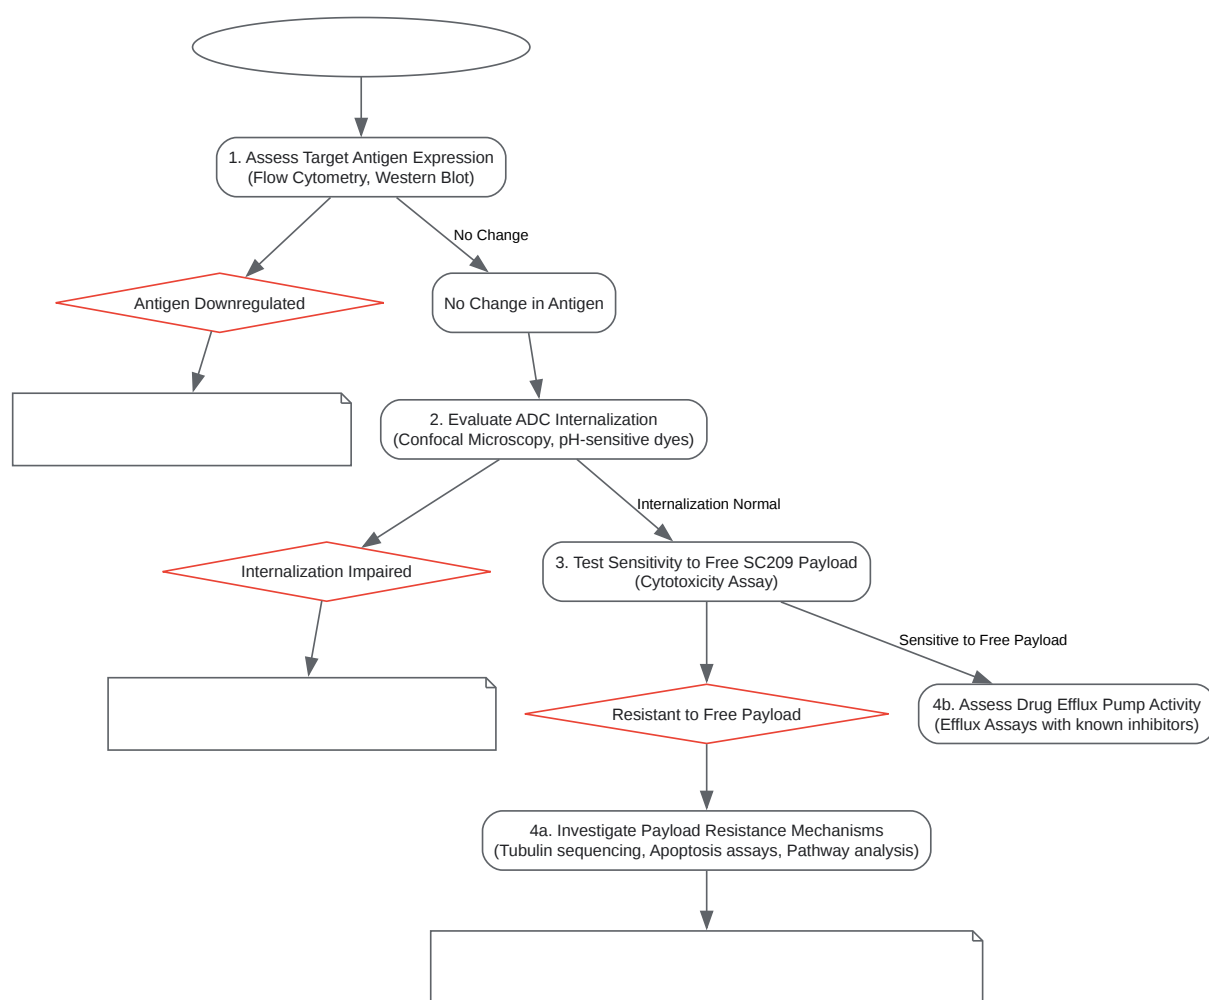 1. Assess Target Antigen Expression
(Flow Cytometry, Western Blot)
No Change
Antigen Downregulated
No Change in Antigen
2. Evaluate ADC Internalization
(Confocal Microscopy, pH-sensitive dyes)
Internalization Normal
Internalization Impaired
3. Test Sensitivity to Free SC209 Payload
(Cytotoxicity Assay)
Sensitive to Free Payload
Resistant to Free Payload
4b. Assess Drug Efflux Pump Activity
(Efflux Assays with known inhibitors)
4a. Investigate Payload Resistance Mechanisms
(Tubulin sequencing, Apoptosis assays, Pathway analysis)